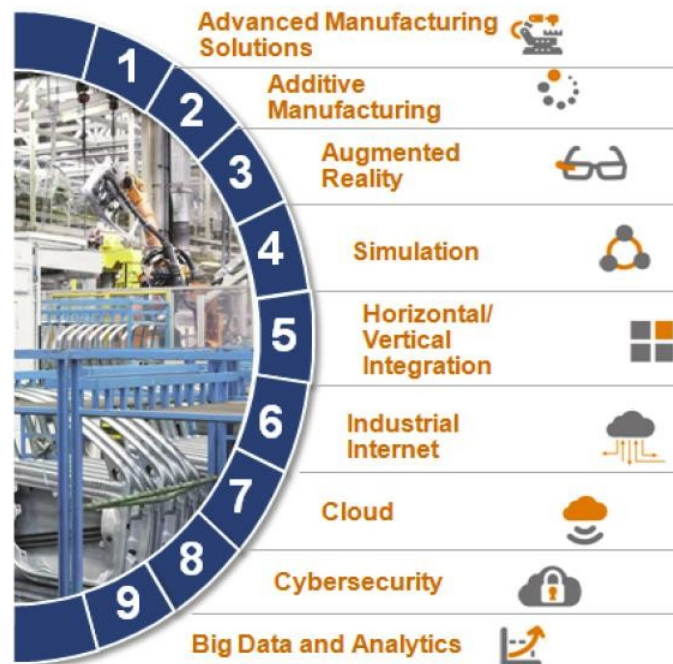 1
Advanced Manufacturing
Solutions
2
Additive
Manufacturing
3
Augmented
Reality
4
Simulation
5
Horizontal/
Vertical
Integration
6
Industrial
Internet
7
Cloud
8
Cybersecurity
9
Big Data and Analytics